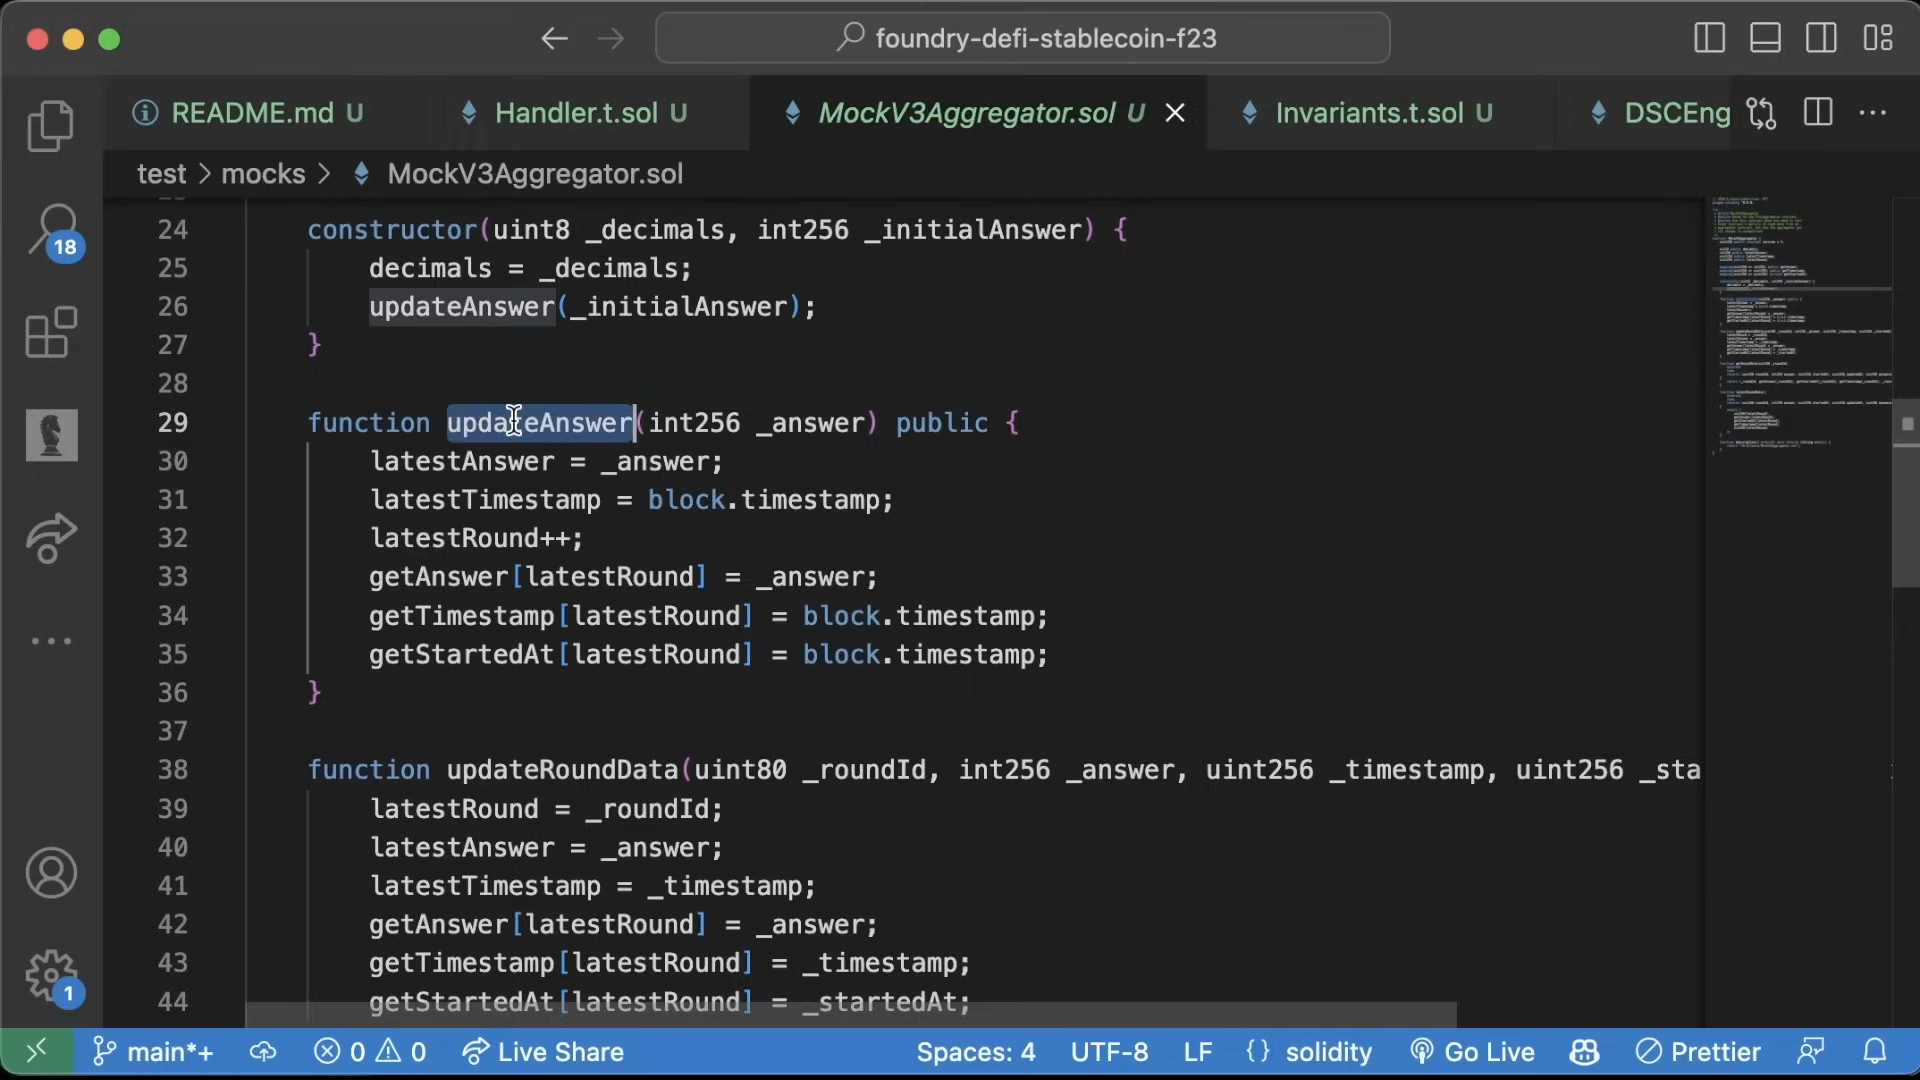 foundry-defi-stablecoin-f23
README.md U
Handler.t.sol U
MockV3Aggregator.sol U
Invariants.t.sol U
DSCEng
test > mocks > MockV3Aggregator.sol
18
24 constructor(uint8 _decimals, int256 _initialAnswer) {
25 decimals = _decimals;
26 updateAnswer(_initialAnswer);
27 }
28
29 function updateAnswer(int256 _answer) public {
30 latestAnswer = _answer;
31 latestTimestamp = block.timestamp;
32 latestRound++;
33 getAnswer[latestRound] = _answer;
34 getTimestamp[latestRound] = block.timestamp;
35 getStartedAt[latestRound] = block.timestamp;
36 }
37
38 function updateRoundData(uint80 _roundId, int256 _answer, uint256 _timestamp, uint256 _sta
39 latestRound = _roundId;
40 latestAnswer = _answer;
41 latestTimestamp = _timestamp;
42 getAnswer[latestRound] = _answer;
43 getTimestamp[latestRound] = _timestamp;
44 getStartedAt[latestRound] = _startedAt;
1
main*+
0 0
Live Share
Spaces: 4
UTF-8
LF
{} solidity
Go Live
Prettier